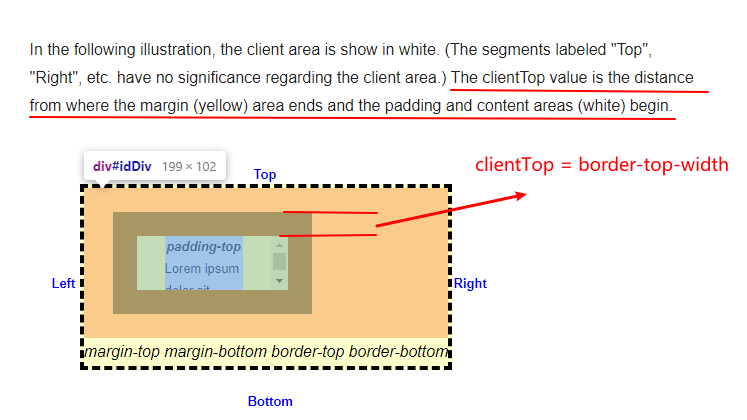 In the following illustration, the client area is show in white. (The segments labeled "Top",
"Right", etc. have no significance regarding the client area.) The clientTop value is the distance
from where the margin (yellow) area ends and the padding and content areas (white) begin.
div#idDiv 199 × 102
Top
clientTop = border-top-width
padding-top
Lorem ipsum
dolor sit
Left
Right
margin-top margin-bottom border-top border-bottom
Bottom